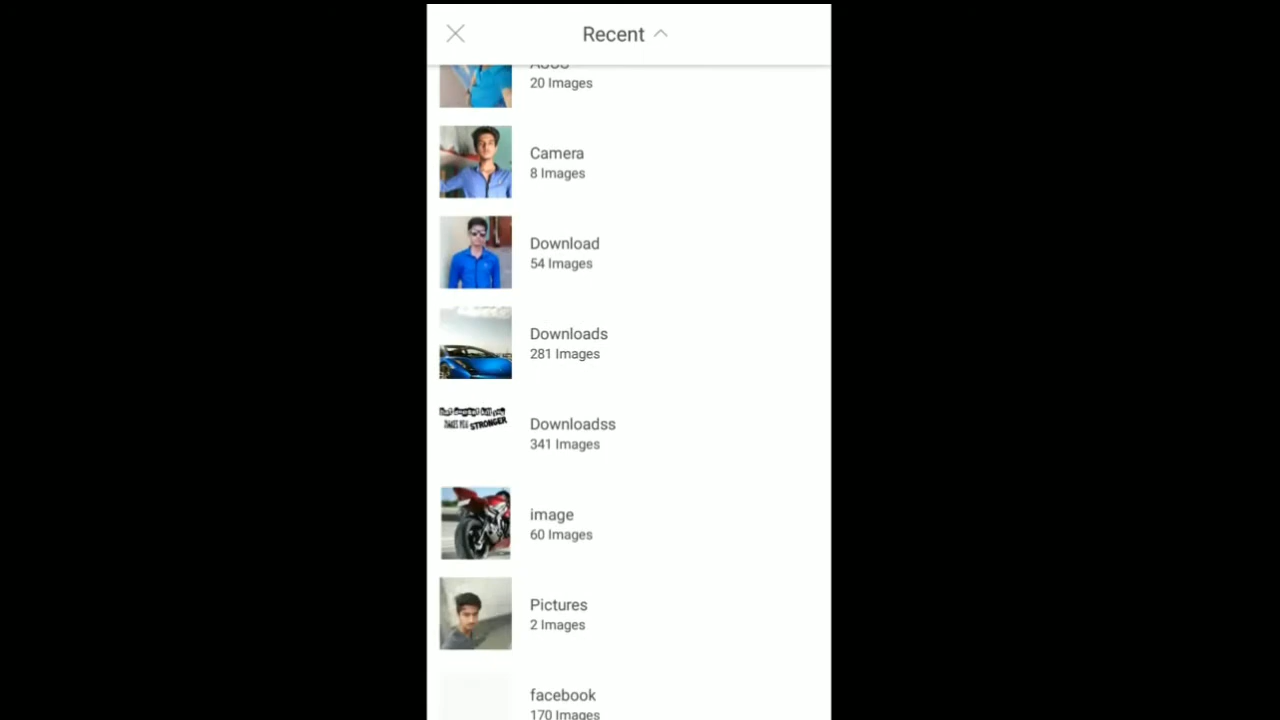 Recent
20 Images
Camera
8 Images
Download
54 Images
Downloads
281 Images
Downloadss
341 Images
STRONGER
image
60 Images
Pictures
2 Images
facebook
170 Images